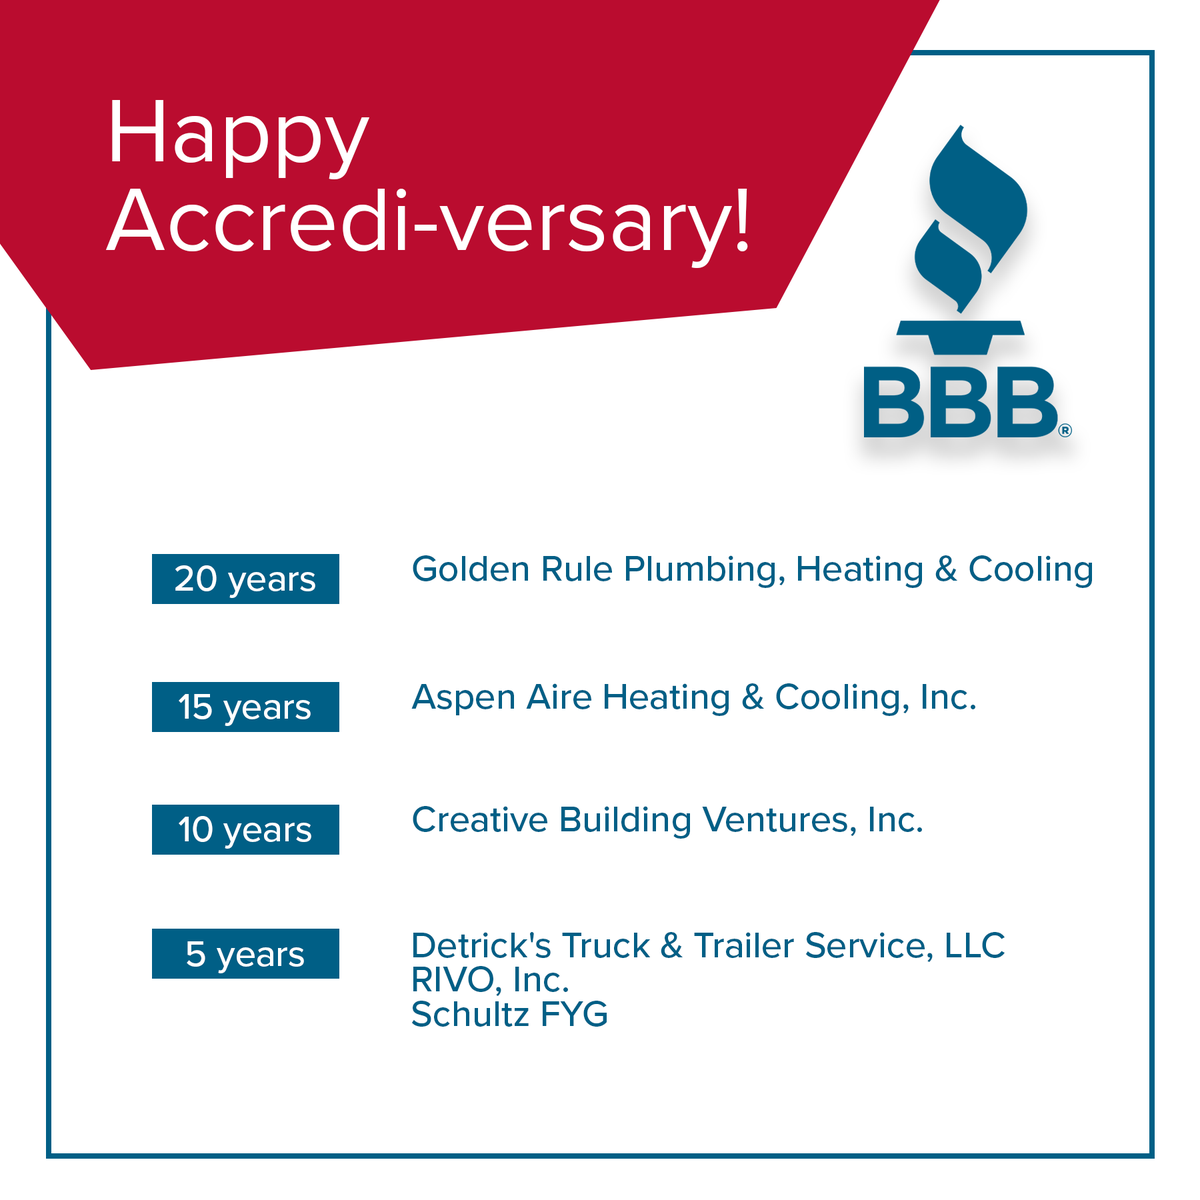 Happy
Accredi-versary!
BBB®
20 years
Golden Rule Plumbing, Heating & Cooling
15 years
Aspen Aire Heating & Cooling, Inc.
10 years
Creative Building Ventures, Inc.
5 years
Detrick's Truck & Trailer Service, LLC
RIVO, Inc.
Schultz FYG